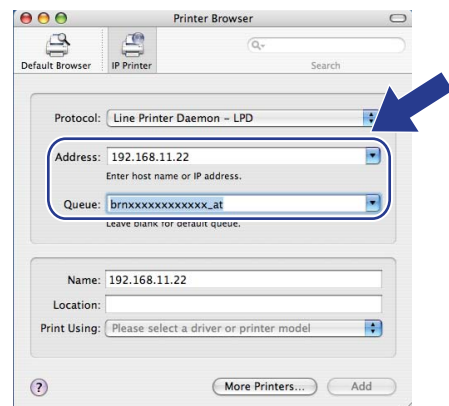 Printer Browser
Default Browser IP Printer Search
Protocol: Line Printer Daemon – LPD
Address: 192.168.11.22
Enter host name or IP address.
Queue: brnxxxxxxxxxxxx_at
Leave blank for default queue.
Name: 192.168.11.22
Location:
Print Using: Please select a driver or printer model
? More Printers... Add